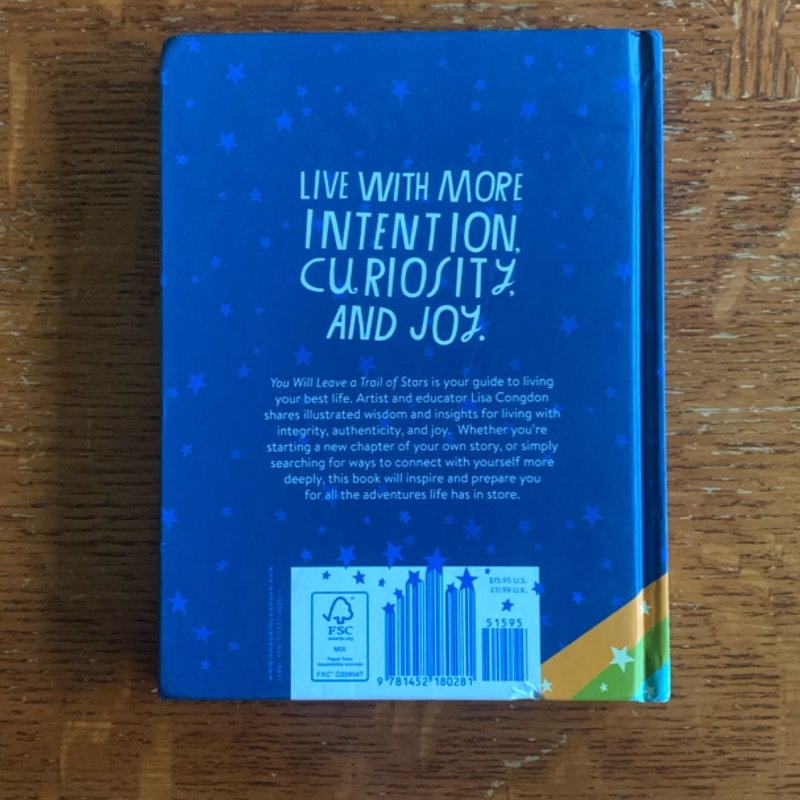 LIVE WITH MORE
INTENTION,
CURIOSITY,
AND JOY.
You Will Leave a Trail of Stars is your guide to living
your best life. Artist and educator Lisa Congdon
shares illustrated wisdom and insights for living with
integrity, authenticity, and joy. Whether you're
starting a new chapter of your own story, or simply
searching for ways to connect with yourself more
deeply, this book will inspire and prepare you
for all the adventures life has in store.
$15.95 U.S.
£11.99 U.K.
FSC
www.fsc.org
MIX
Paper from
responsible sources
FSC™ C008047
51595
9 781452 180281